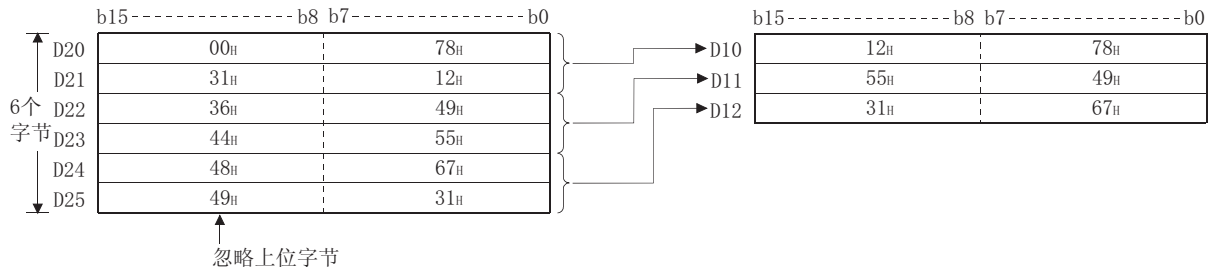 b15 b8 b7 b0 b15 b8 b7 b0
D20 00H 78H D10 12H 78H
D21 31H 12H D11 55H 49H
6个 D22 36H 49H D12 31H 67H
字节 D23 44H 55H
D24 48H 67H
D25 49H 31H
忽略上位字节